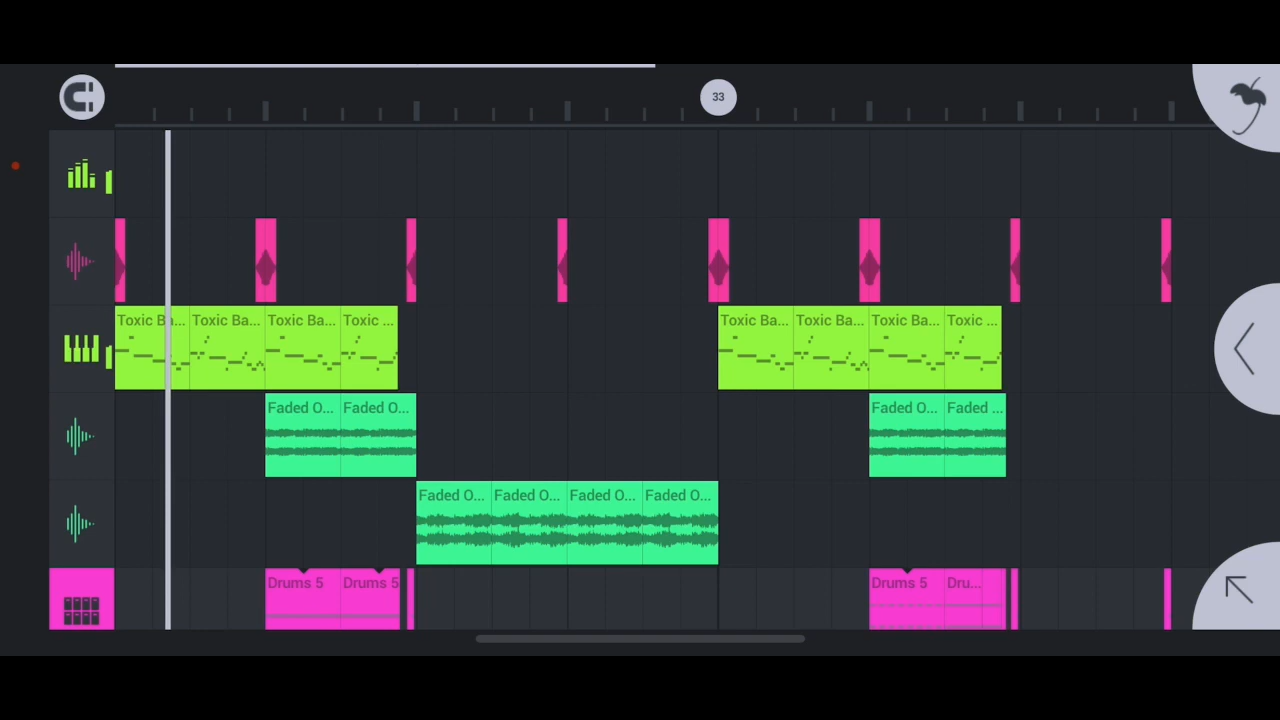 33
Toxic Ba... Toxic Ba... Toxic Ba... Toxic ... Toxic Ba... Toxic Ba... Toxic Ba... Toxic ...
Faded O... Faded O... Faded O... Faded ...
Faded O... Faded O... Faded O... Faded O...
Drums 5 Drums 5 Drums 5 Dru...